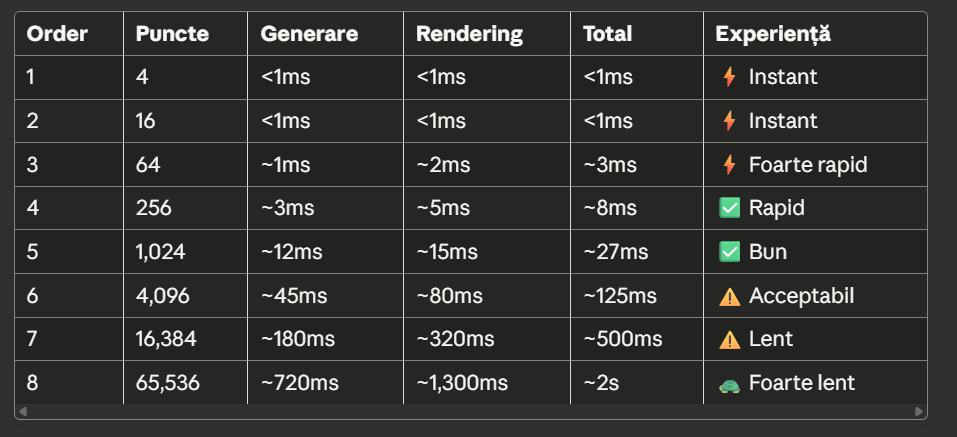 Order Puncte Generare Rendering Total Experiență
1 4 <1ms <1ms <1ms ⚡ Instant
2 16 <1ms <1ms <1ms ⚡ Instant
3 64 ~1ms ~2ms ~3ms ⚡ Foarte rapid
4 256 ~3ms ~5ms ~8ms ✅ Rapid
5 1,024 ~12ms ~15ms ~27ms ✅ Bun
6 4,096 ~45ms ~80ms ~125ms ⚠️ Acceptabil
7 16,384 ~180ms ~320ms ~500ms ⚠️ Lent
8 65,536 ~720ms ~1,300ms ~2s 🐢 Foarte lent